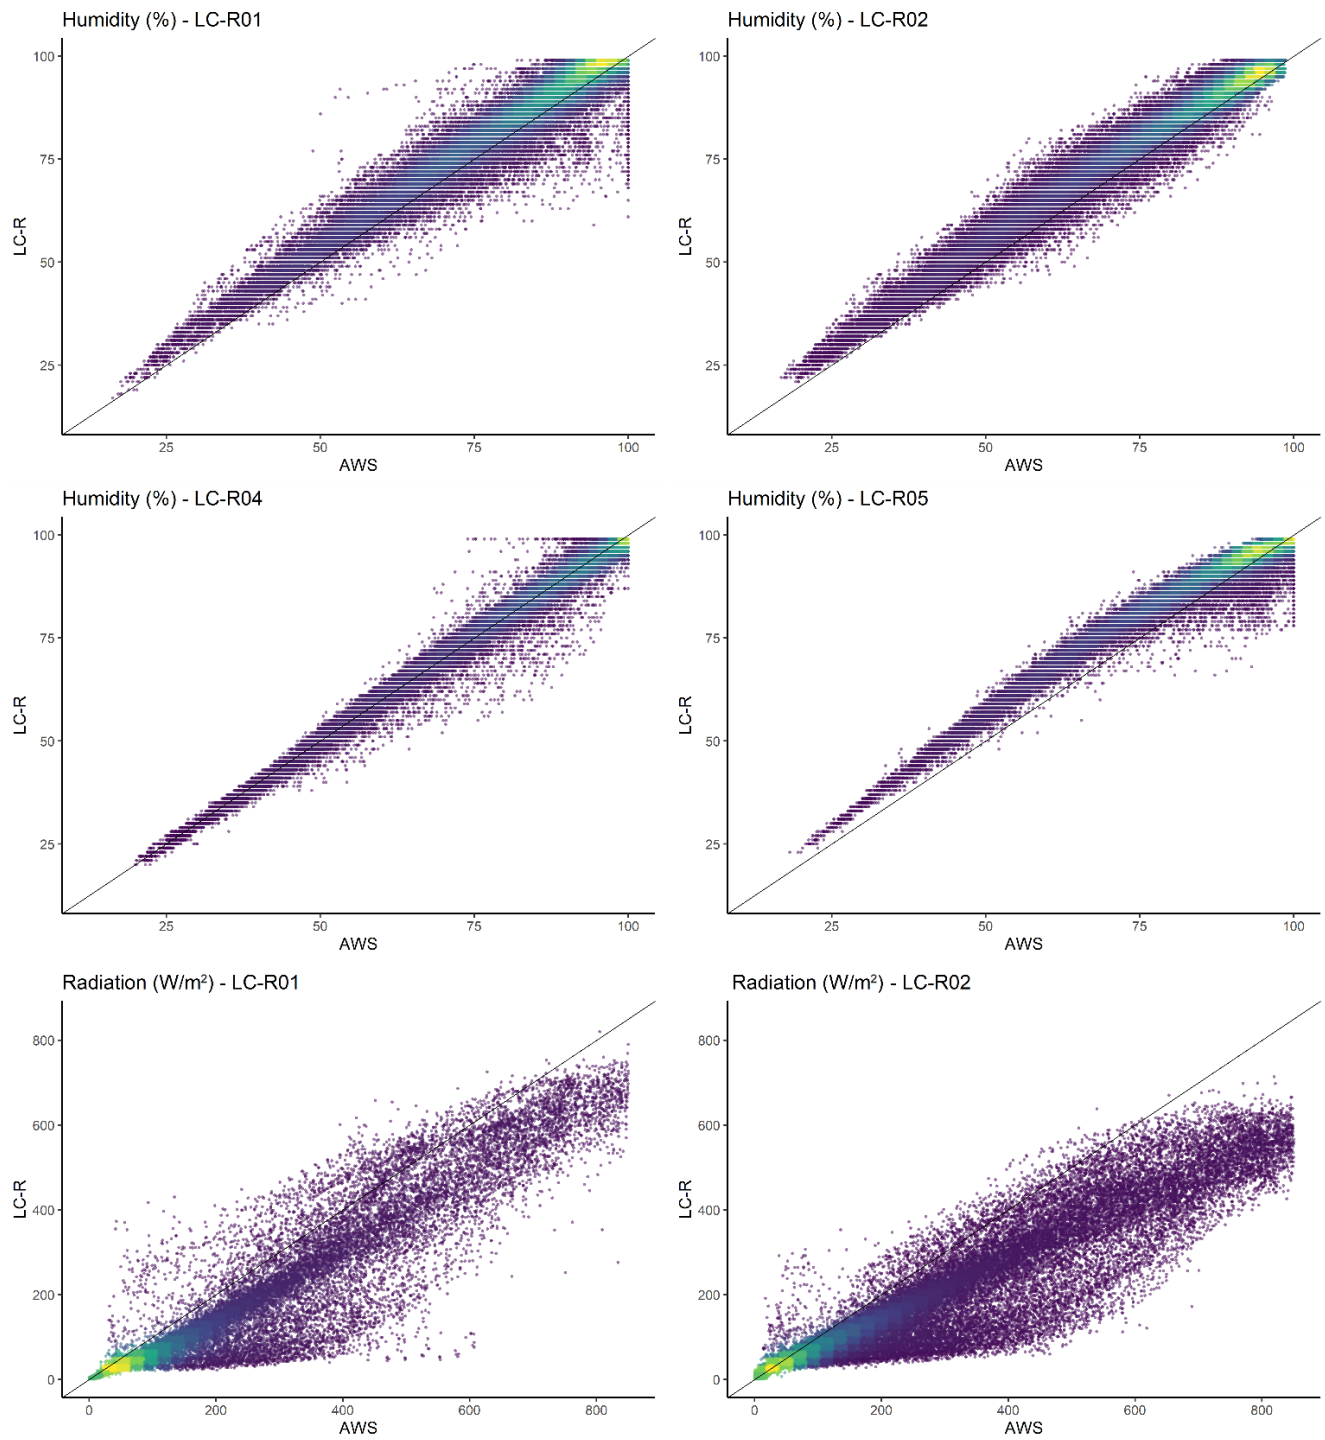 Humidity (%) - LC-R01
Humidity (%) - LC-R02
100
75
50
25
LC-R
25
50
75
100
AWS
100
75
50
25
LC-R
25
50
75
100
AWS
Humidity (%) - LC-R04
Humidity (%) - LC-R05
100
75
50
25
LC-R
25
50
75
100
AWS
100
75
50
25
LC-R
25
50
75
100
AWS
Radiation (W/m²) - LC-R01
Radiation (W/m²) - LC-R02
800
600
400
200
0
LC-R
0
200
400
600
800
AWS
800
600
400
200
0
LC-R
0
200
400
600
800
AWS